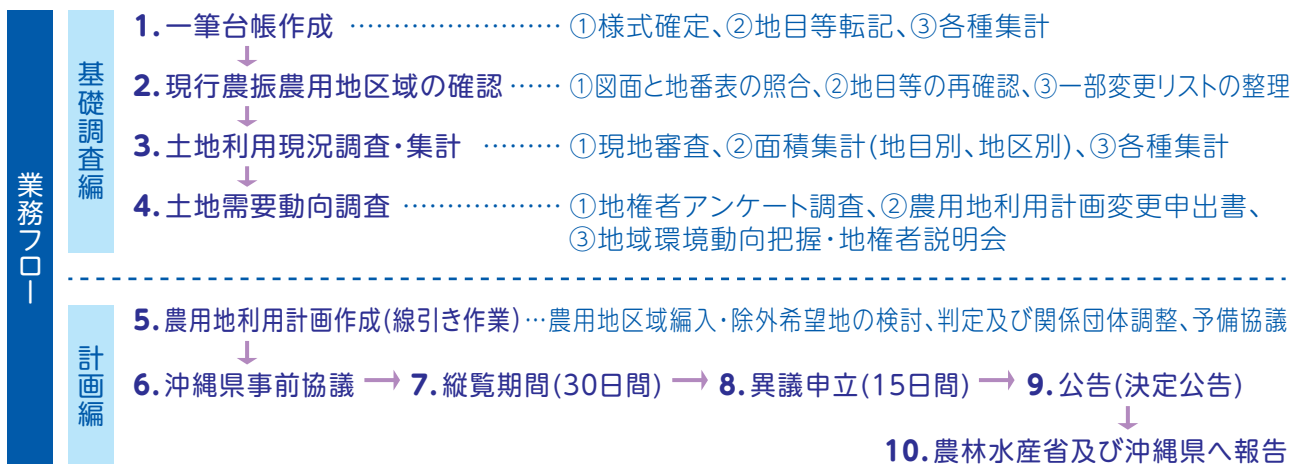 業務フロー
基礎調査編
1.一筆台帳作成 …………………… ①様式確定、②地目等転記、③各種集計
↓
2.現行農振農用地区域の確認 …… ①図面と地番表の照合、②地目等の再確認、③一部変更リストの整理
↓
3.土地利用現況調査・集計 ……… ①現地審査、②面積集計(地目別、地区別)、③各種集計
↓
4.土地需要動向調査 ……………… ①地権者アンケート調査、②農用地利用計画変更申出書、
③地域環境動向把握・地権者説明会
計画編
5.農用地利用計画作成(線引き作業)…農用地区域編入・除外希望地の検討、判定及び関係団体調整、予備協議
↓
6.沖縄県事前協議 → 7.縦覧期間(30日間) → 8.異議申立(15日間) → 9.公告(決定公告)
↓
10.農林水産省及び沖縄県へ報告